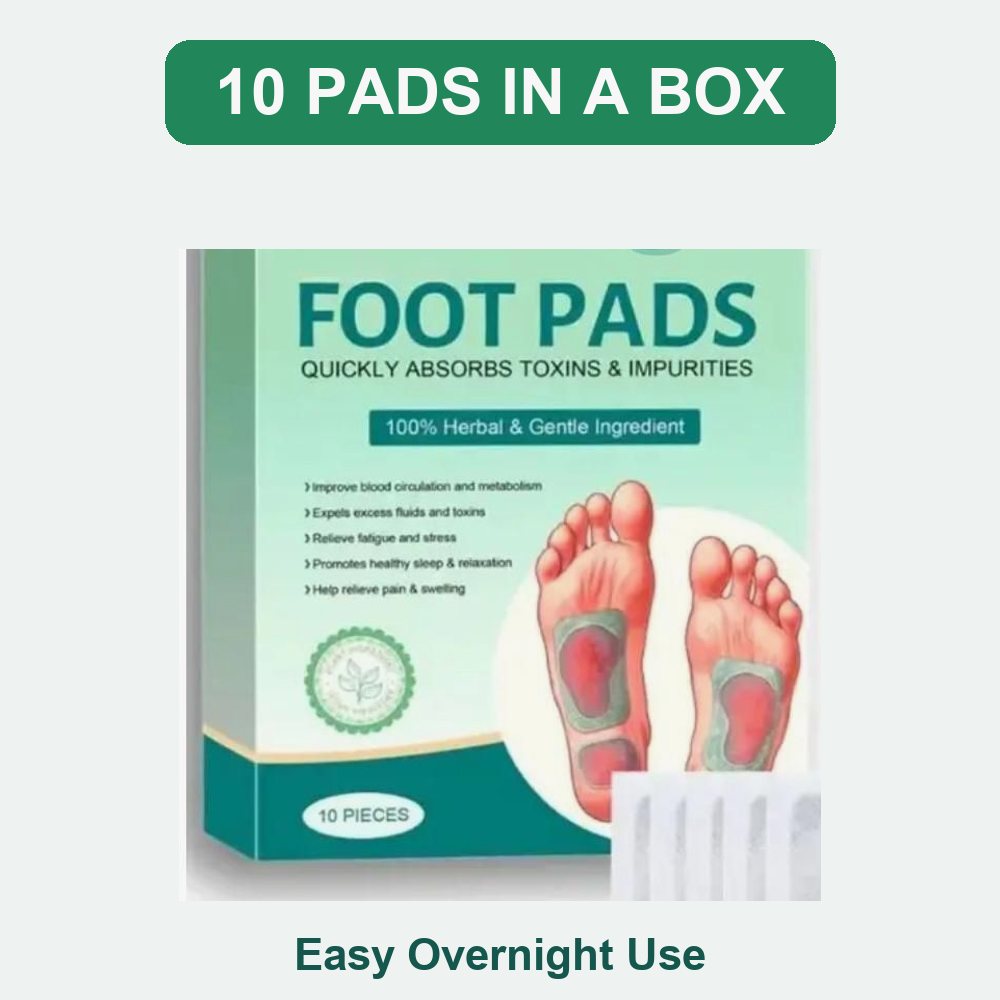 10 PADS IN A BOX
FOOT PADS
QUICKLY ABSORBS TOXINS & IMPURITIES
100% Herbal & Gentle Ingredient
Improve blood circulation and metabolism
Expels excess fluids and toxins
Relieve fatigue and stress
Promotes healthy sleep & relaxation
Help relieve pain & swelling
10 PIECES
Easy Overnight Use